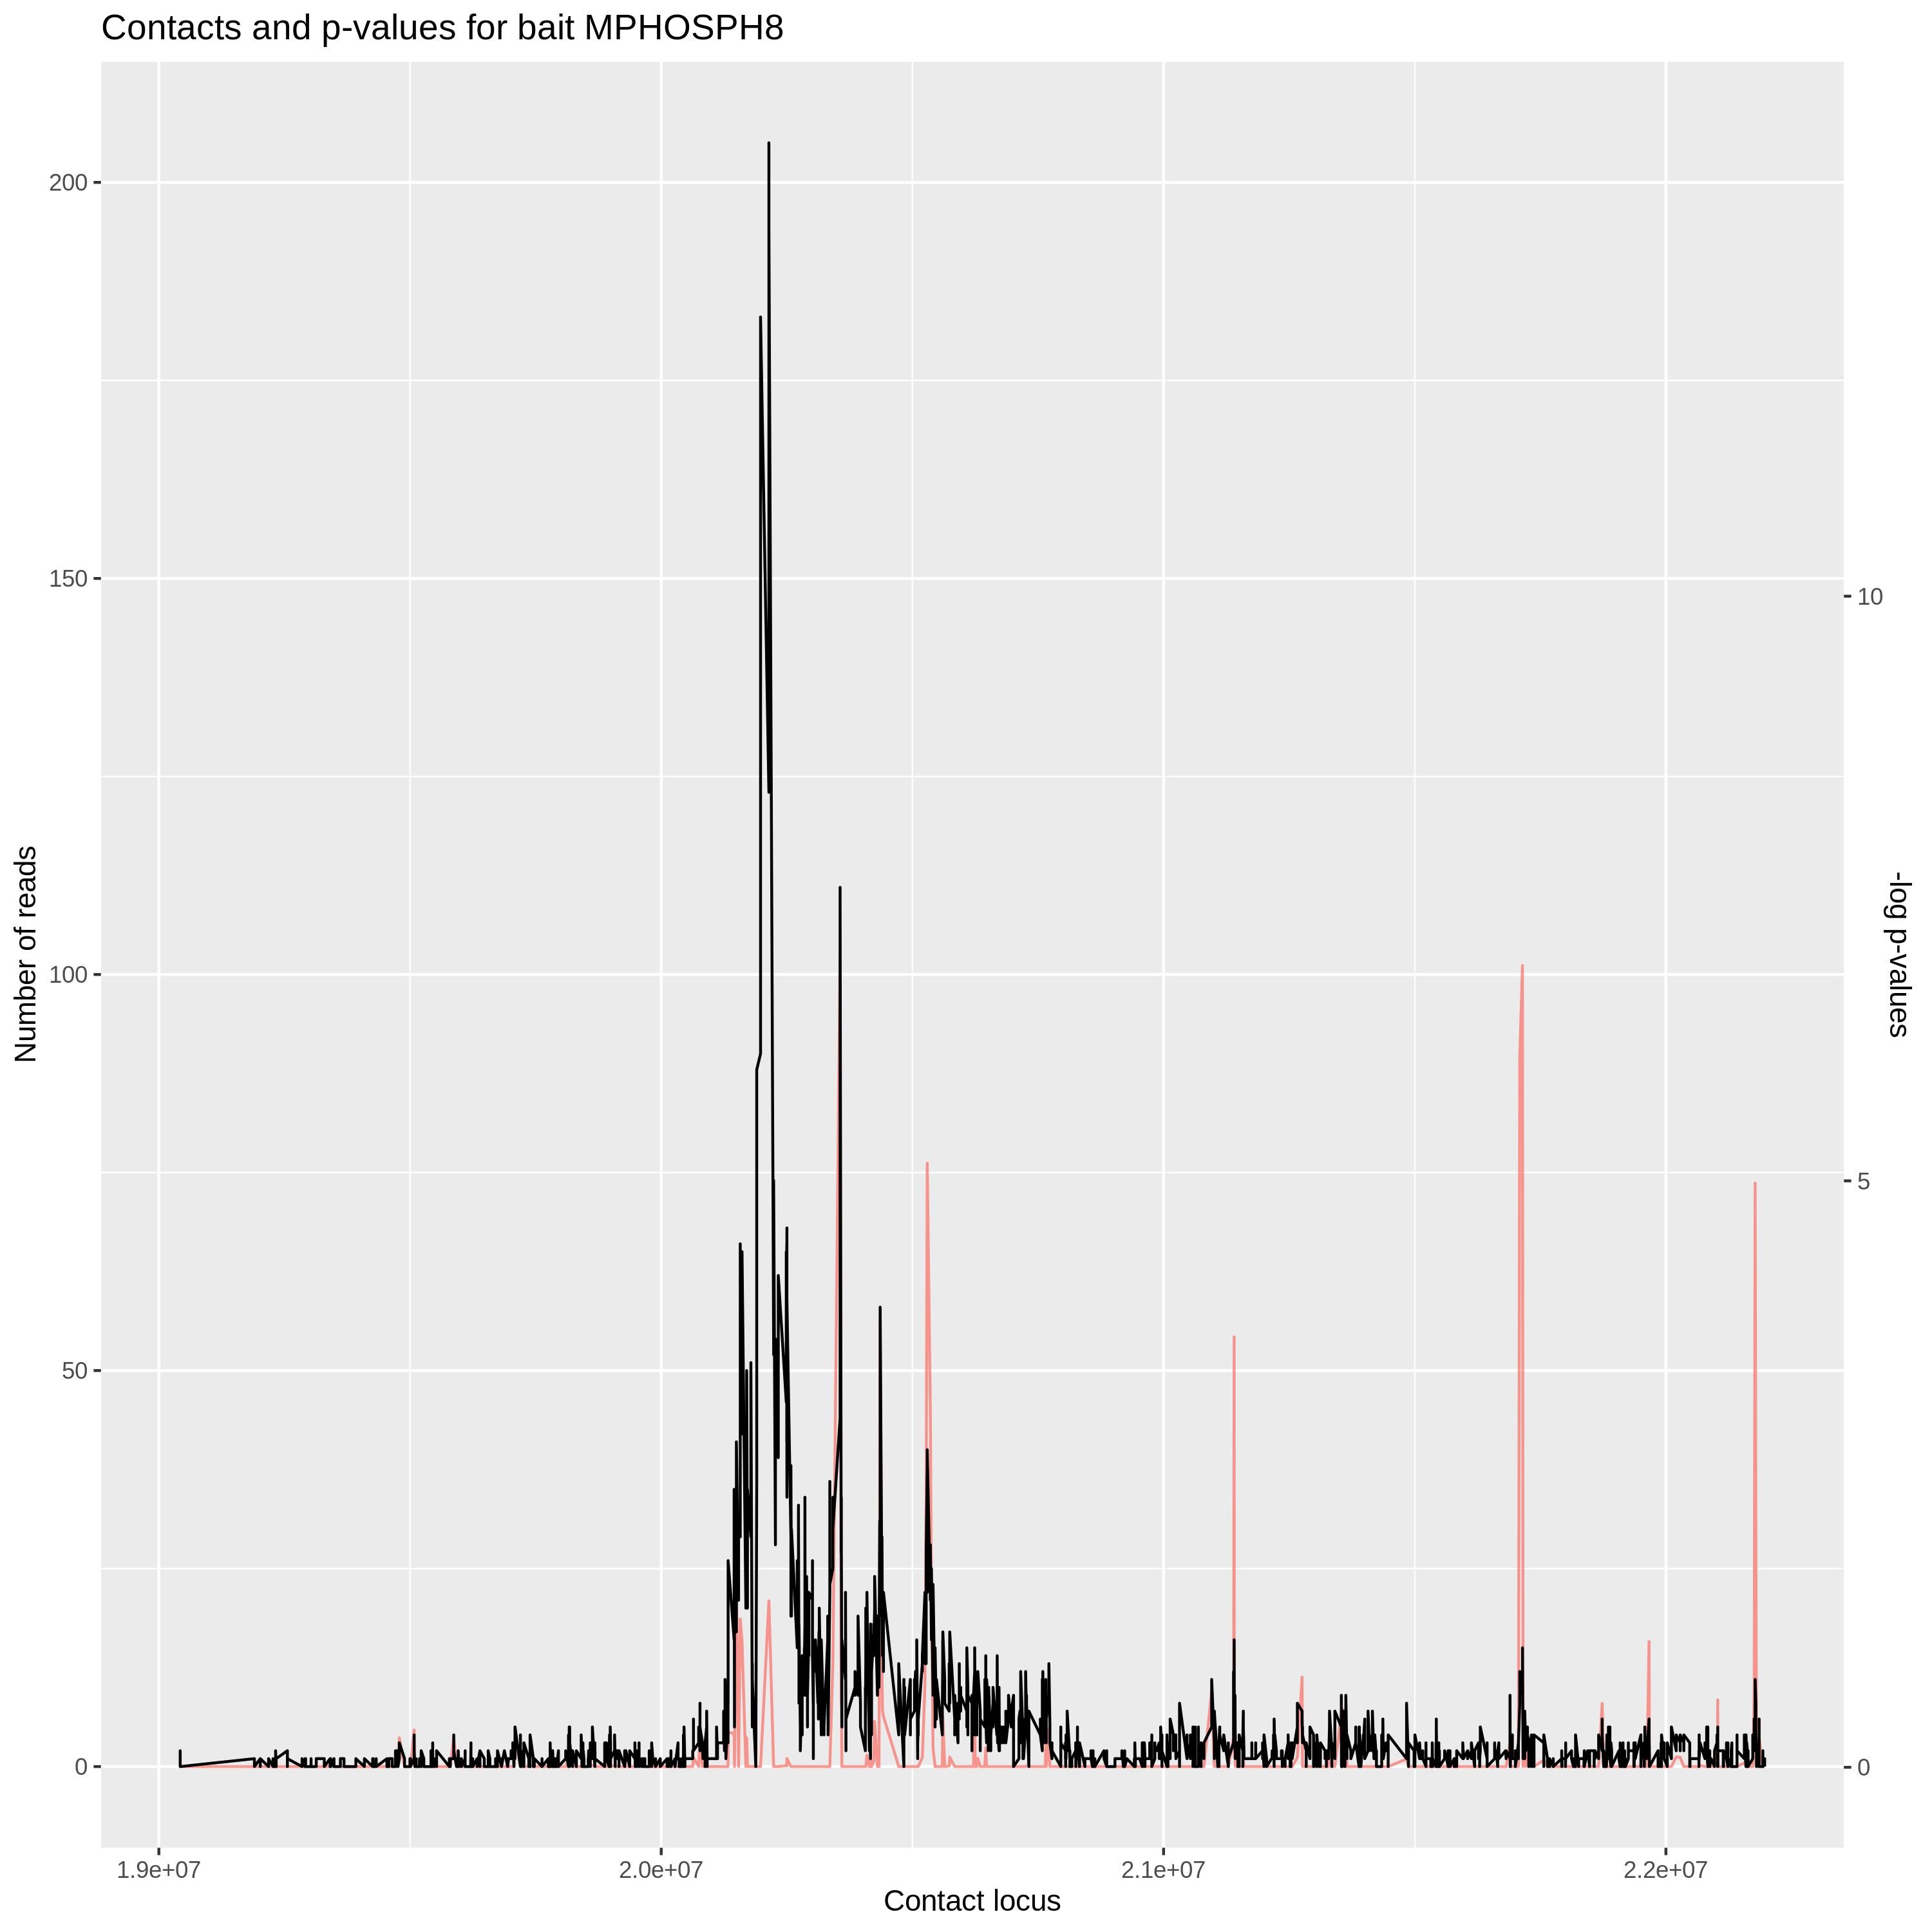 Contacts and p-values for bait MPHOSPH8
200
150
100
50
0
Number of reads
10
5
0
-log p-values
1.9e+07
2.0e+07
2.1e+07
2.2e+07
Contact locus